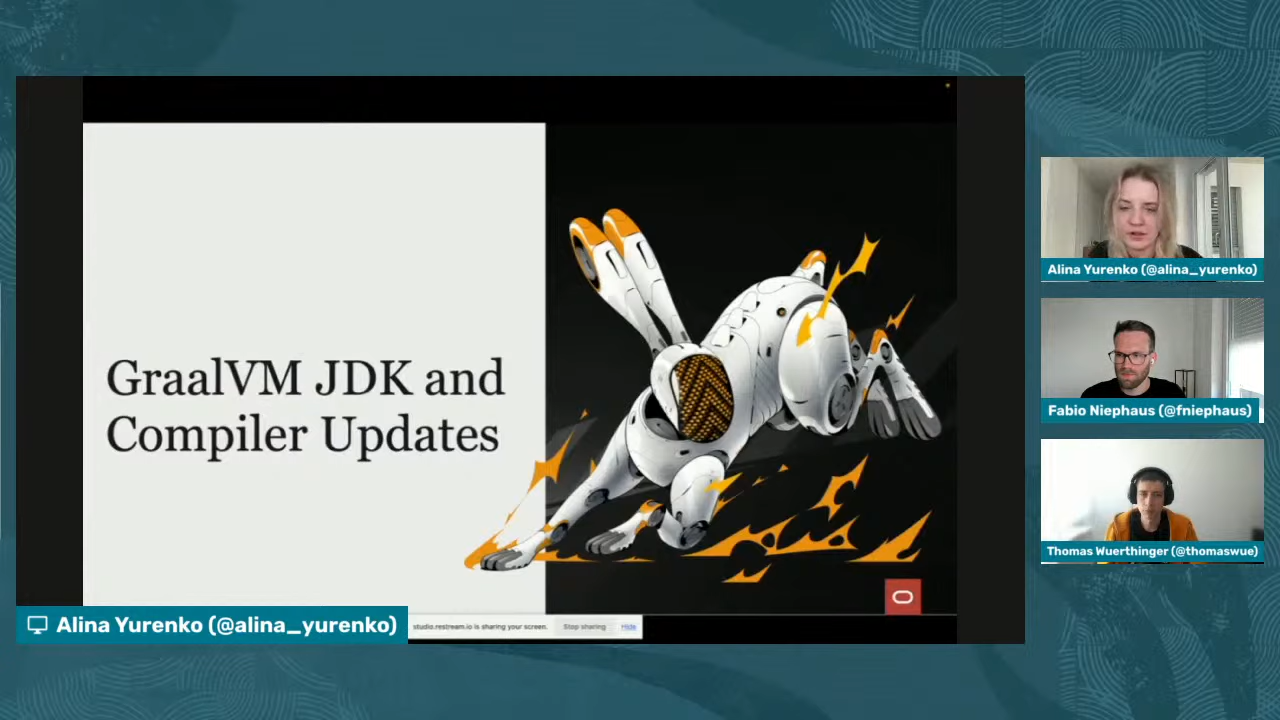 GraalVM JDK and
Compiler Updates
Alina Yurenko (@alina_yurenko)
studio.restream.io is sharing your screen.
Stop sharing
Hide
Alina Yurenko (@alina_yurenko)
Fabio Niephaus (@fniephaus)
Thomas Wuerthinger (@thomaswue)